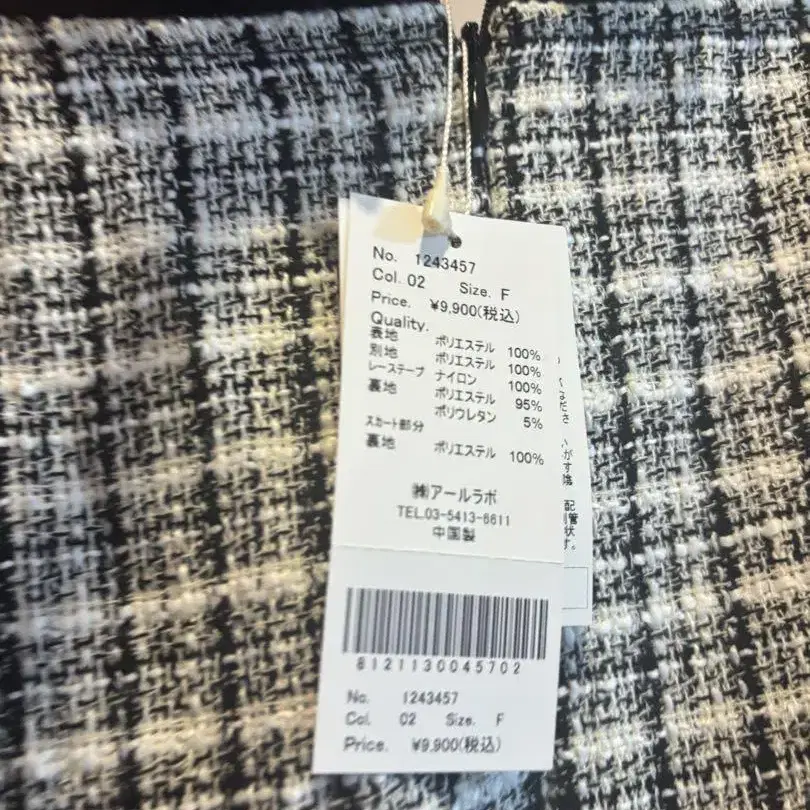 No. 1243457
Col. 02 Size. F
Price. ¥9,900(税込)
Quality.
表地 ポリエステル 100%
別地 ポリエステル 100%
レーステープ ナイロン 100%
裏地 ポリエステル 95%
ポリウレタン 5%
スカート部分
裏地 ポリエステル 100%
㈱アールラボ
TEL.03-5413-6611
中国製
8121130045702
No. 1243457
Col. 02 Size. F
Price. ¥9,900(税込)